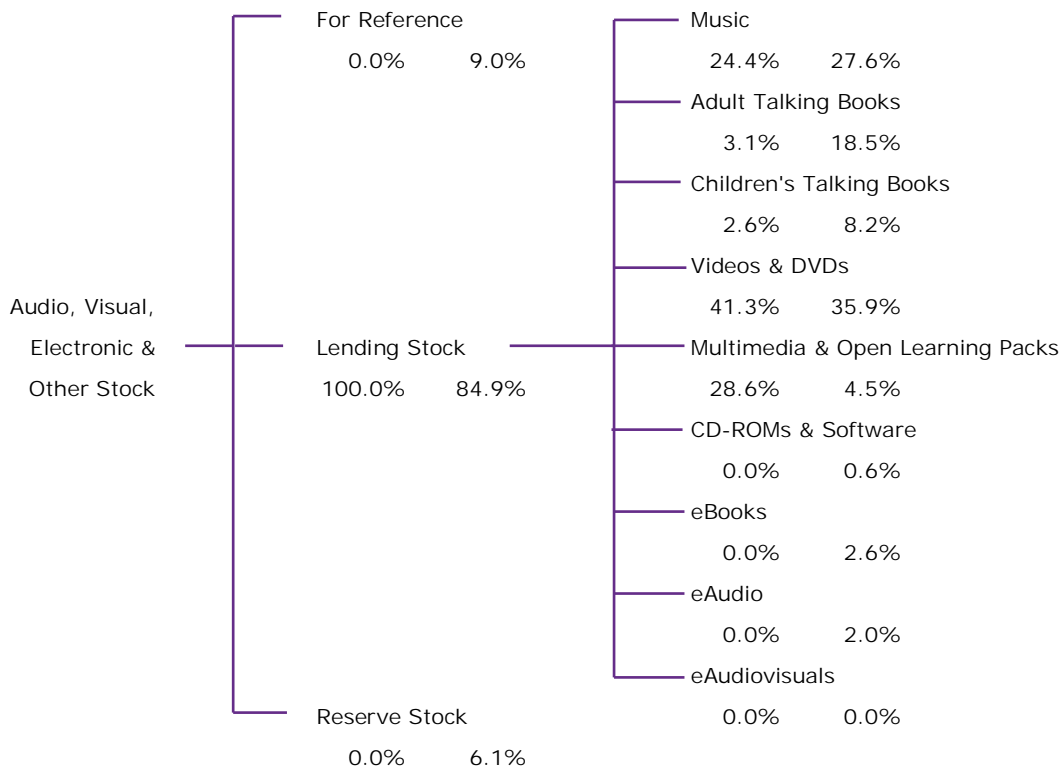 For Reference
0.0% 9.0%
Music
24.4% 27.6%
Adult Talking Books
3.1% 18.5%
Children's Talking Books
2.6% 8.2%
Videos & DVDs
41.3% 35.9%
Audio, Visual,
Electronic &
Other Stock
Lending Stock
100.0% 84.9%
Multimedia & Open Learning Packs
28.6% 4.5%
CD-ROMs & Software
0.0% 0.6%
eBooks
0.0% 2.6%
eAudio
0.0% 2.0%
eAudiovisuals
0.0% 0.0%
Reserve Stock
0.0% 6.1%